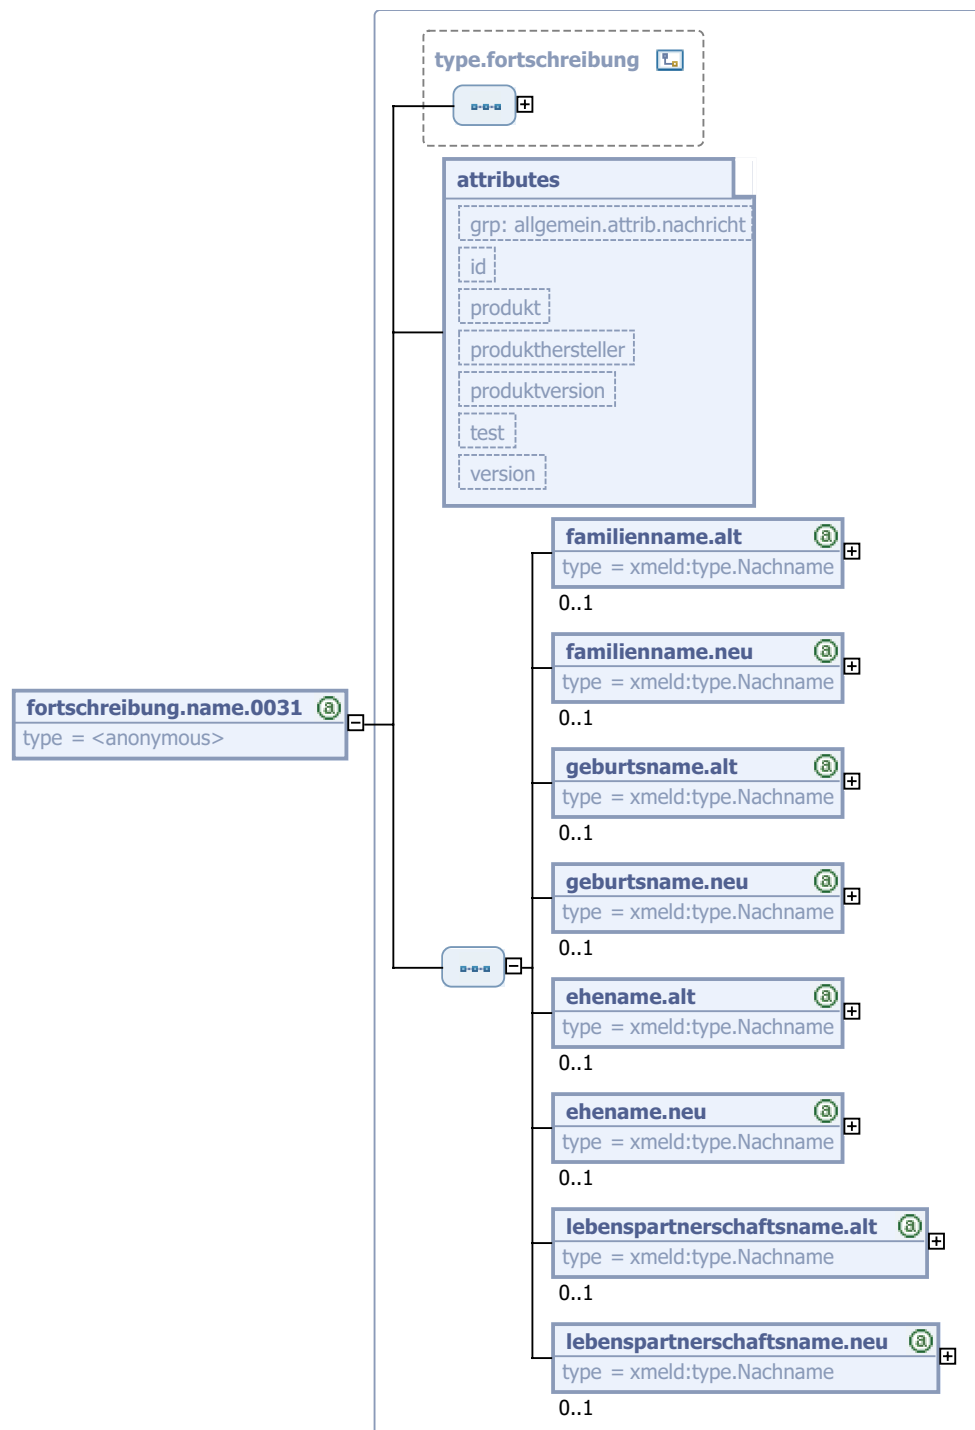 type.fortschreibung
attributes
grp: allgemein.attrib.nachricht
id
produkt
produkthersteller
produktversion
test
version
familienname.alt @
type = xmeld:type.Nachname
0..1
familienname.neu @
type = xmeld:type.Nachname
0..1
fortschreibung.name.0031 @
type = <anonymous>
geburtsname.alt @
type = xmeld:type.Nachname
0..1
geburtsname.neu @
type = xmeld:type.Nachname
0..1
ehename.alt @
type = xmeld:type.Nachname
0..1
ehename.neu @
type = xmeld:type.Nachname
0..1
lebenspartnerschaftsname.alt @
type = xmeld:type.Nachname
0..1
lebenspartnerschaftsname.neu @
type = xmeld:type.Nachname
0..1